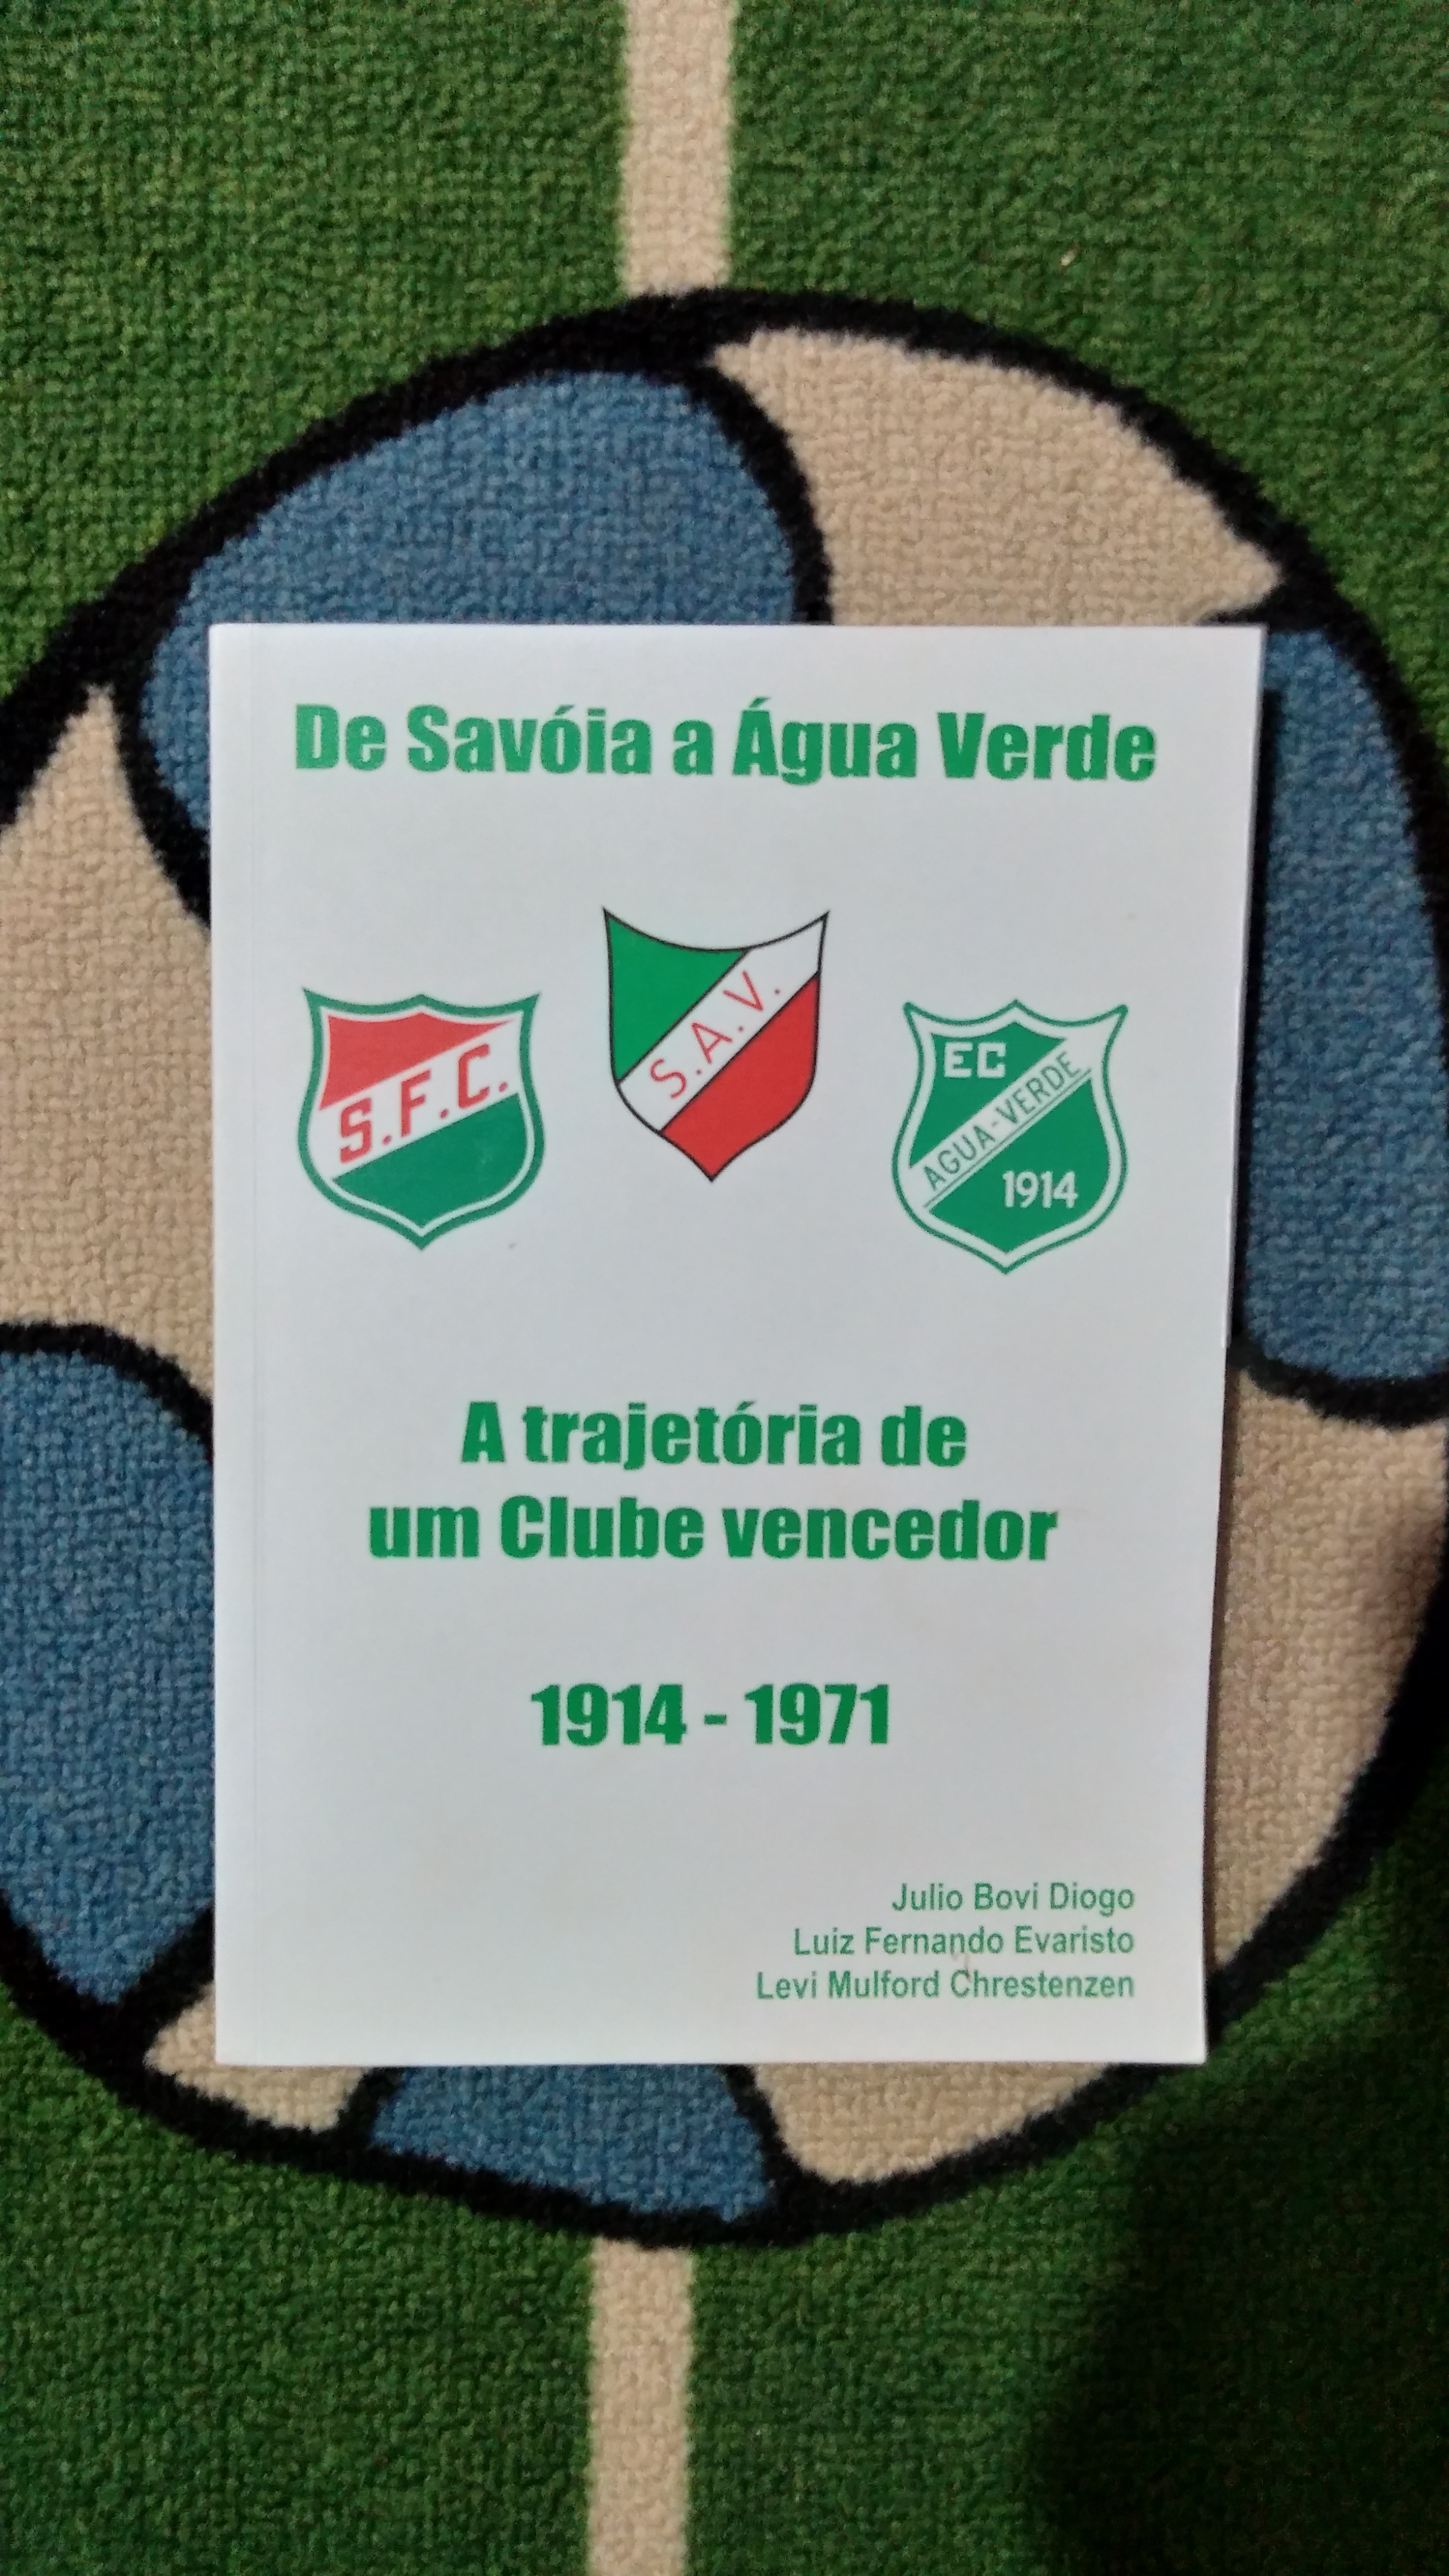 De Savóia a Água Verde
S.F.C.
S.A.V.
EC
AGUA-VERDE
1914
A trajetória de
um Clube vencedor
1914 - 1971
Julio Bovi Diogo
Luiz Fernando Evaristo
Levi Mulford Chrestenzen